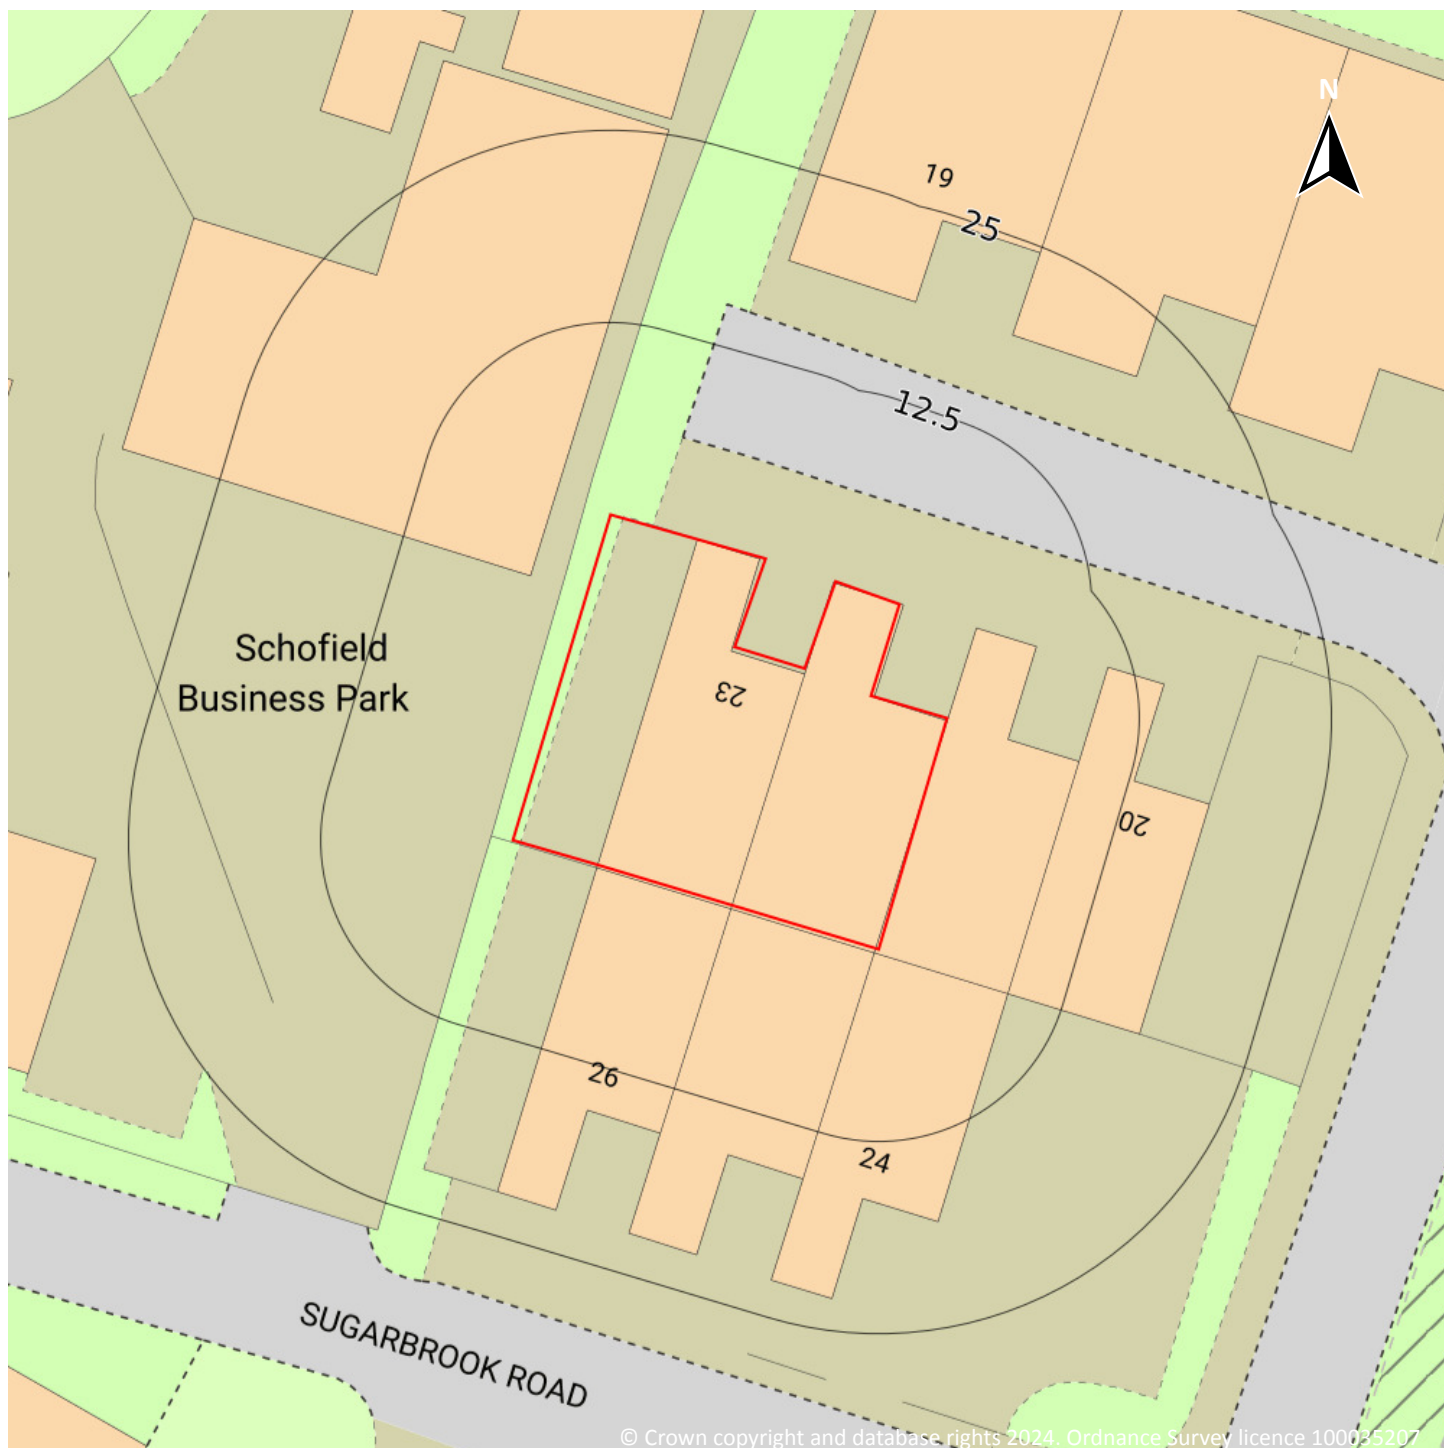 N
19
25
12.5
Schofield
Business Park
23
20
26
24
SUGARBROOK ROAD
© Crown copyright and database rights 2024. Ordnance Survey licence 100035207